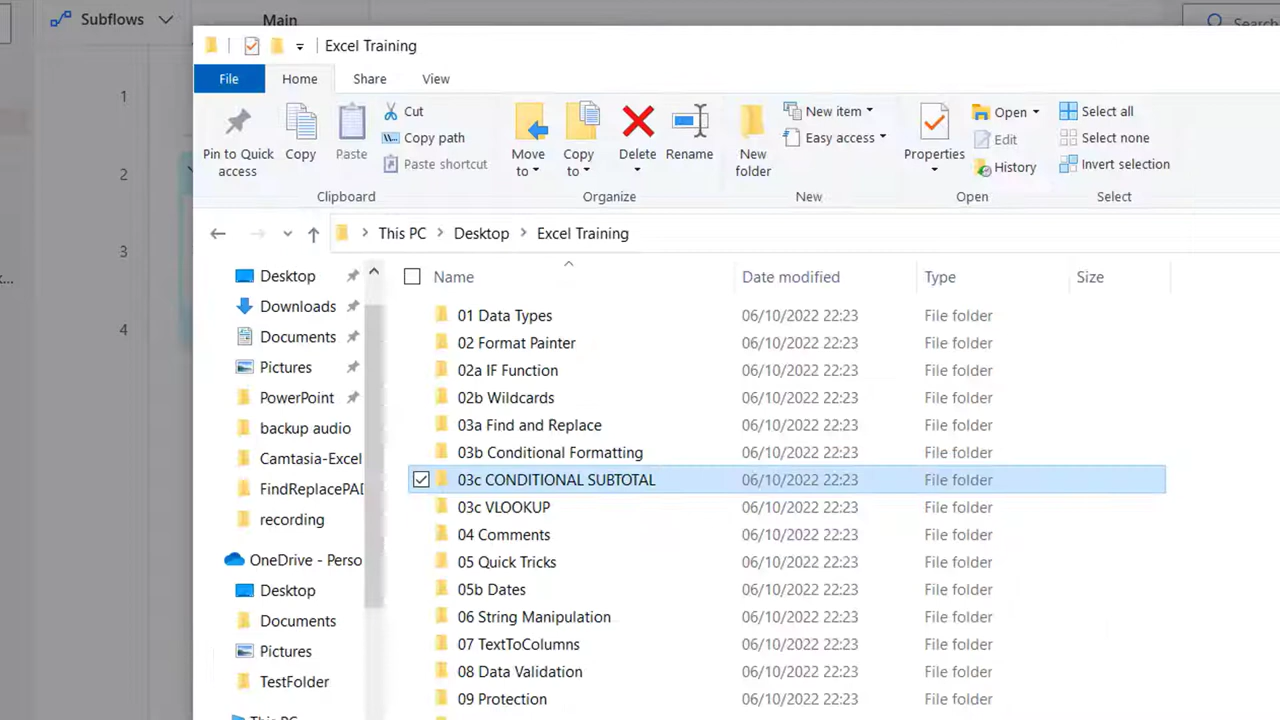 Subflows
Main
Search
1
2
3
4
k...
Excel Training
File
Home
Share
View
Pin to Quick access
Copy
Paste
Cut
Copy path
Paste shortcut
Clipboard
Move to
Copy to
Delete
Rename
Organize
New folder
New item
Easy access
New
Properties
Open
Edit
History
Open
Select all
Select none
Invert selection
Select
This PC
Desktop
Excel Training
Name
Date modified
Type
Size
Desktop
Downloads
Documents
Pictures
PowerPoint
backup audio
Camtasia-Excel
FindReplacePAD
recording
OneDrive - Perso
Desktop
Documents
Pictures
TestFolder
This PC
01 Data Types 06/10/2022 22:23 File folder
02 Format Painter 06/10/2022 22:23 File folder
02a IF Function 06/10/2022 22:23 File folder
02b Wildcards 06/10/2022 22:23 File folder
03a Find and Replace 06/10/2022 22:23 File folder
03b Conditional Formatting 06/10/2022 22:23 File folder
03c CONDITIONAL SUBTOTAL 06/10/2022 22:23 File folder
03c VLOOKUP 06/10/2022 22:23 File folder
04 Comments 06/10/2022 22:23 File folder
05 Quick Tricks 06/10/2022 22:23 File folder
05b Dates 06/10/2022 22:23 File folder
06 String Manipulation 06/10/2022 22:23 File folder
07 TextToColumns 06/10/2022 22:23 File folder
08 Data Validation 06/10/2022 22:23 File folder
09 Protection 06/10/2022 22:23 File folder